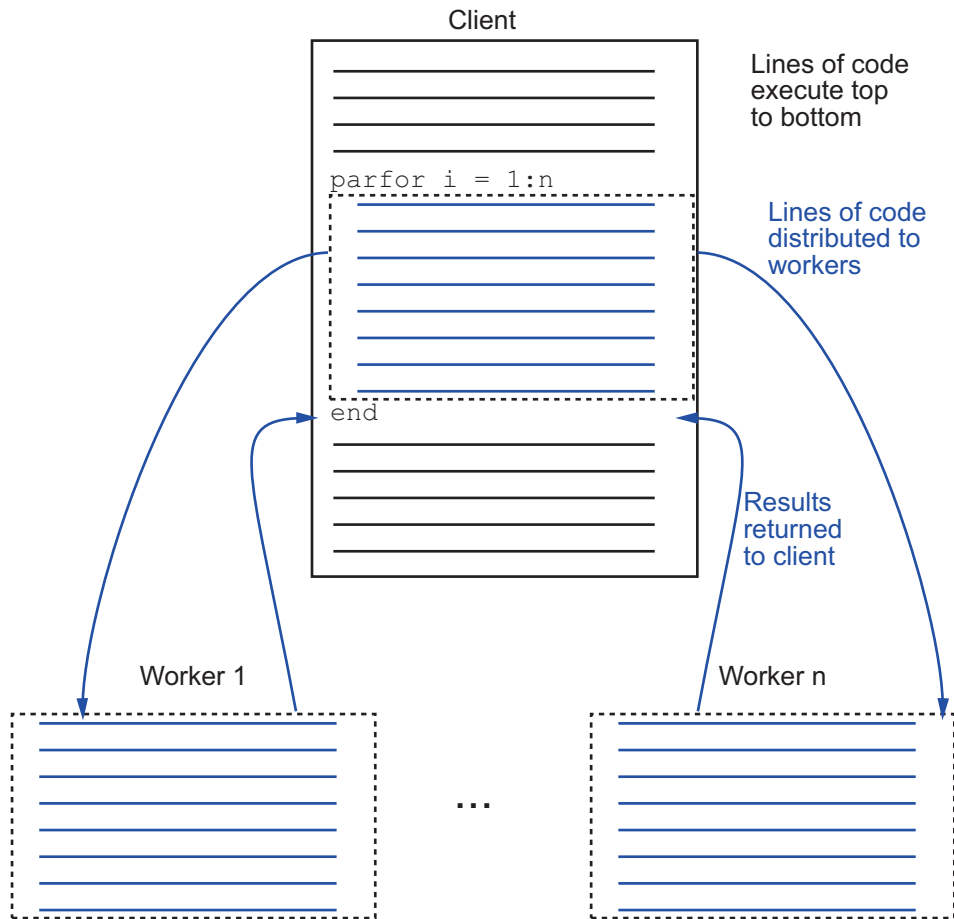 Client
Lines of code
execute top
to bottom
parfor i = 1:n
Lines of code
distributed to
workers
end
Results
returned
to client
Worker 1
Worker n
...